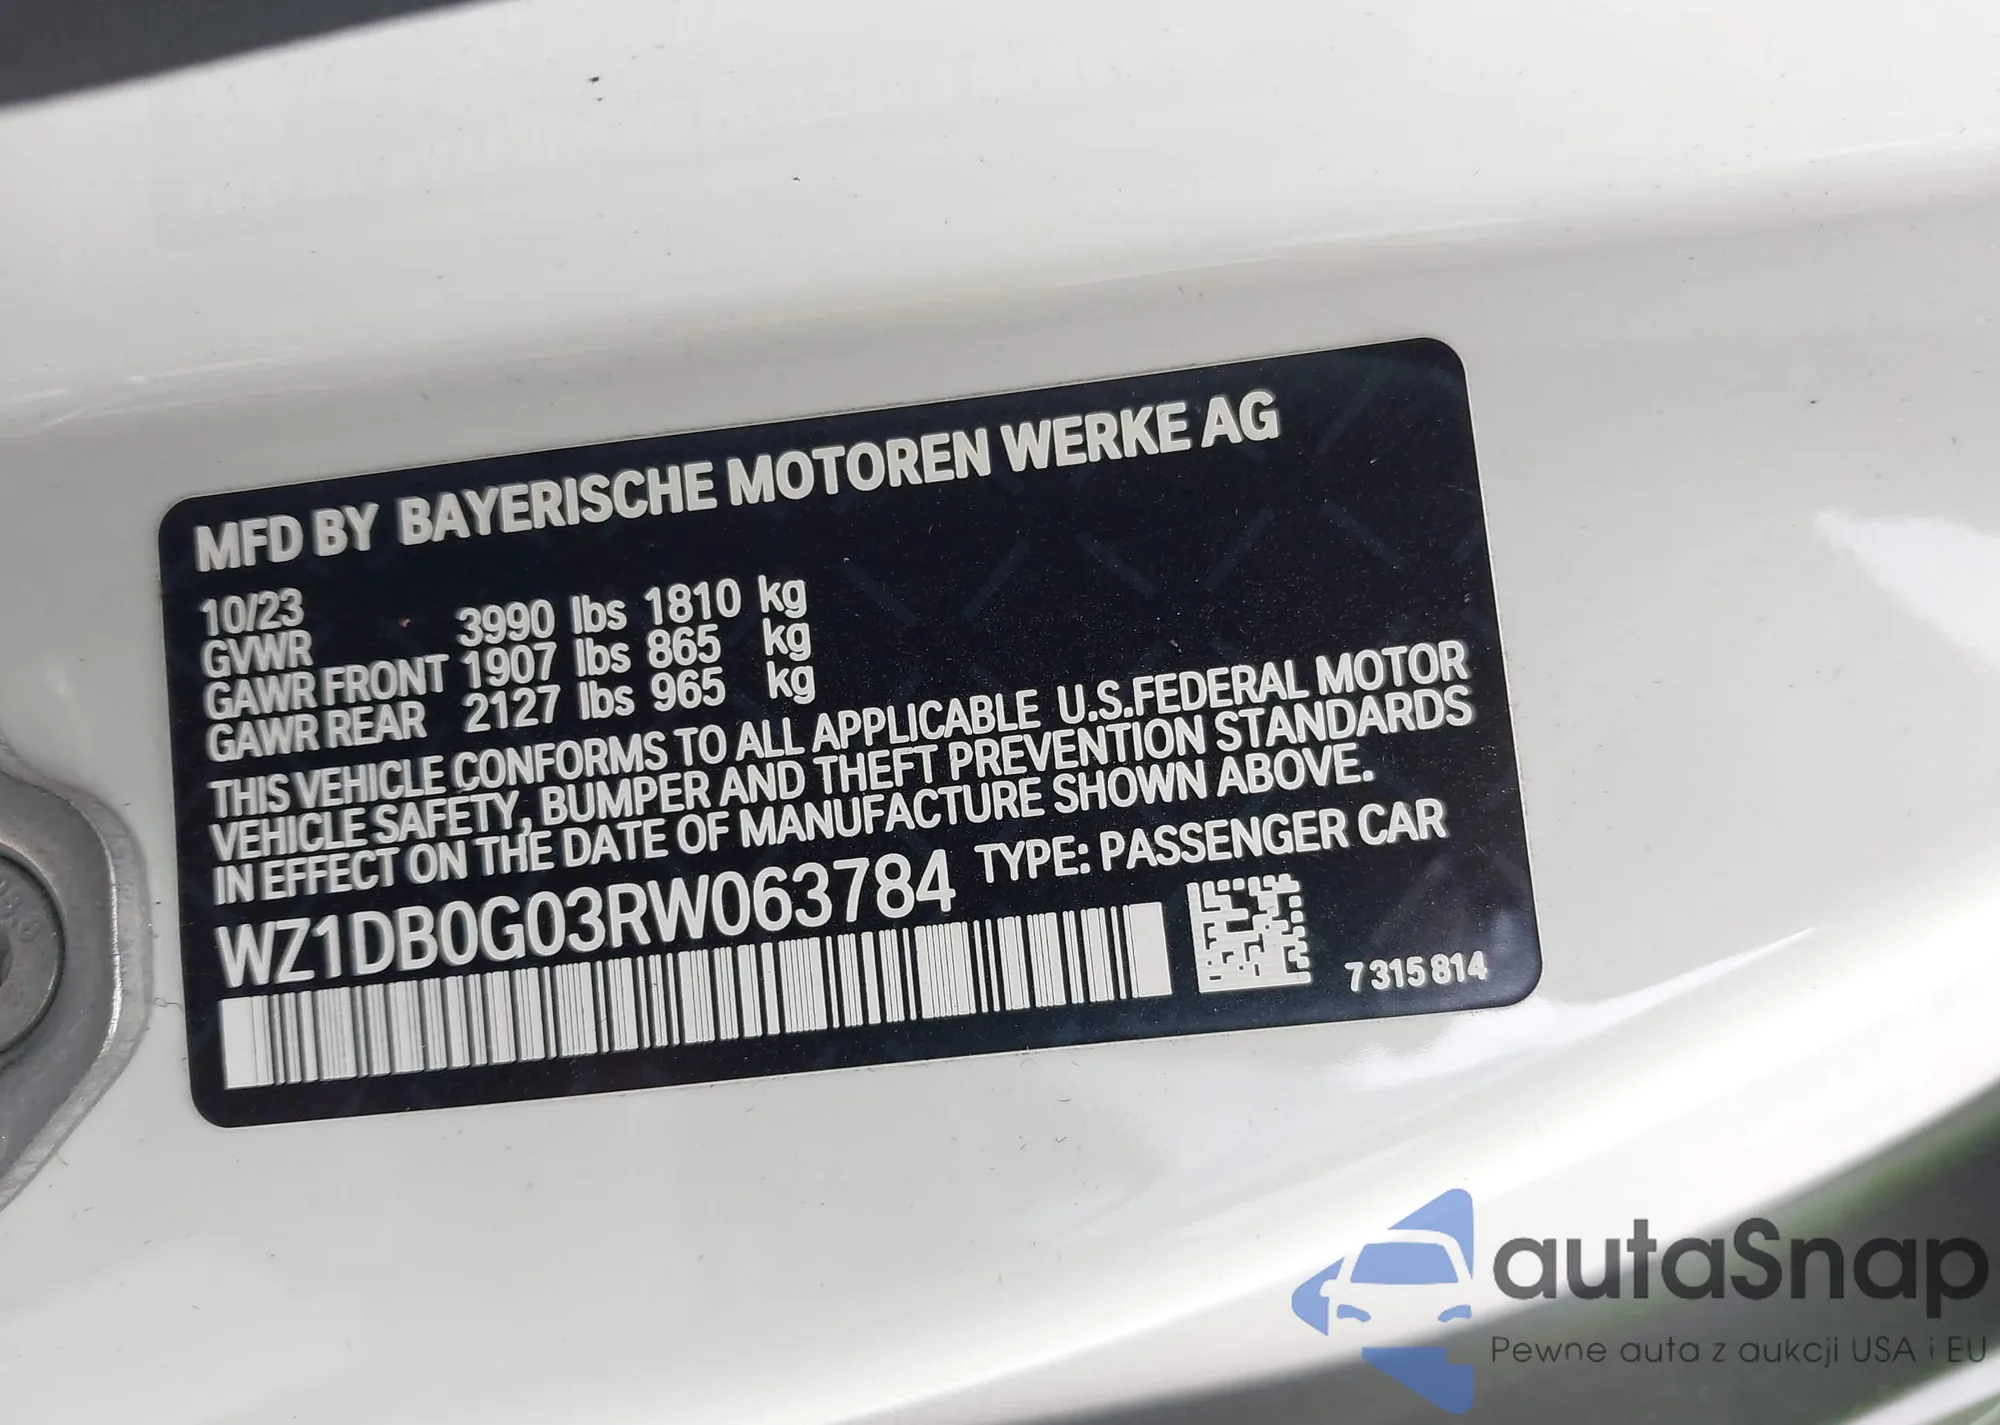 MFD BY BAYERISCHE MOTOREN WERKE AG
10/23
GVWR 3990 lbs 1810 kg
GAWR FRONT 1907 lbs 865 kg
GAWR REAR 2127 lbs 965 kg
THIS VEHICLE CONFORMS TO ALL APPLICABLE U.S.FEDERAL MOTOR
VEHICLE SAFETY, BUMPER AND THEFT PREVENTION STANDARDS
IN EFFECT ON THE DATE OF MANUFACTURE SHOWN ABOVE.
WZ1DB0G03RW063784 TYPE: PASSENGER CAR
7315814
autaSnap
Pewne auta z aukcji USA i EU